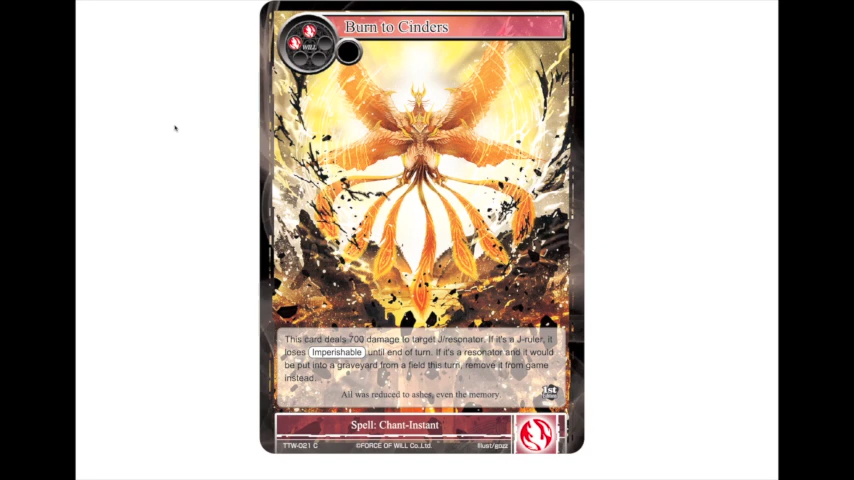 Burn to Cinders
WILL
This card deals 700 damage to target J/resonator. If it's a J-ruler, it
loses Imperishable until end of turn. If it's a resonator and it would
be put into a graveyard from a field this turn, remove it from game
instead.
All was reduced to ashes, even the memory.
1st
Edition
Spell: Chant-Instant
TTW-021 C ©FORCE OF WILL Co.,Ltd. Illust/gozz